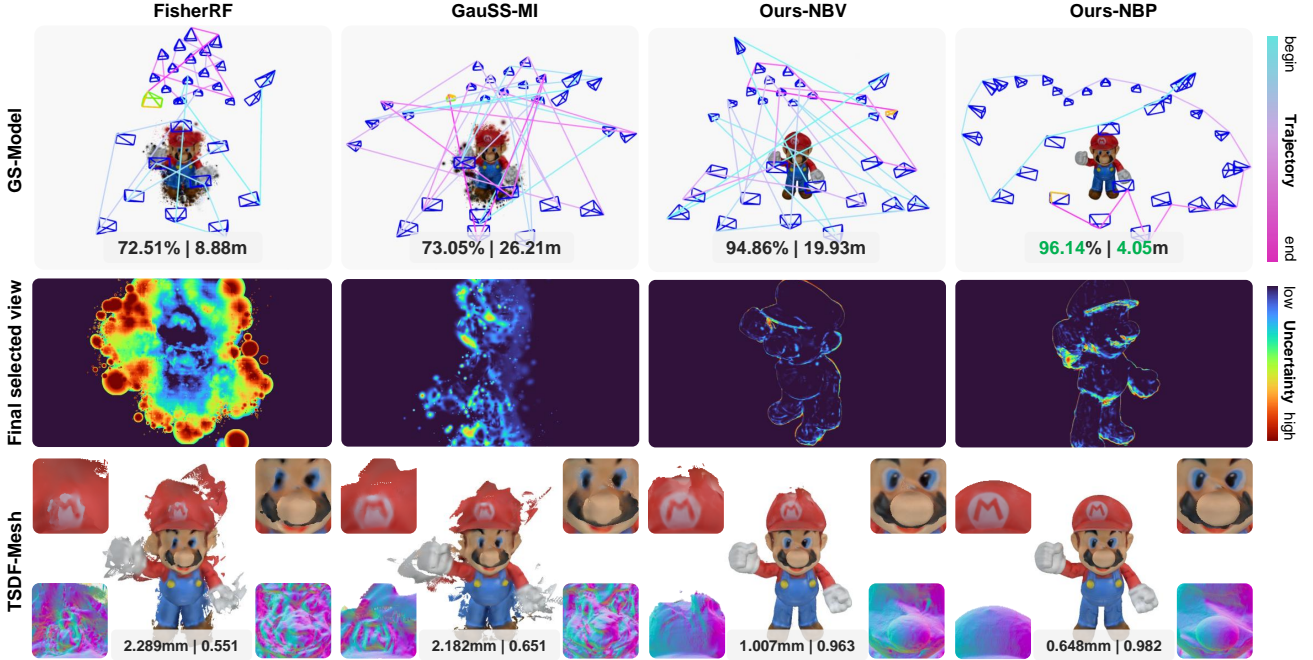 FisherRF
GauSS-MI
Ours-NBV
Ours-NBP
GS-Model
72.51% | 8.88m
73.05% | 26.21m
94.86% | 19.93m
96.14% | 4.05m
begin
Trajectory
end
Final selected view
low
Uncertainty
high
TSDF-Mesh
M
M
M
M
M
M
M
M
2.289mm | 0.551
2.182mm | 0.651
1.007mm | 0.963
0.648mm | 0.982